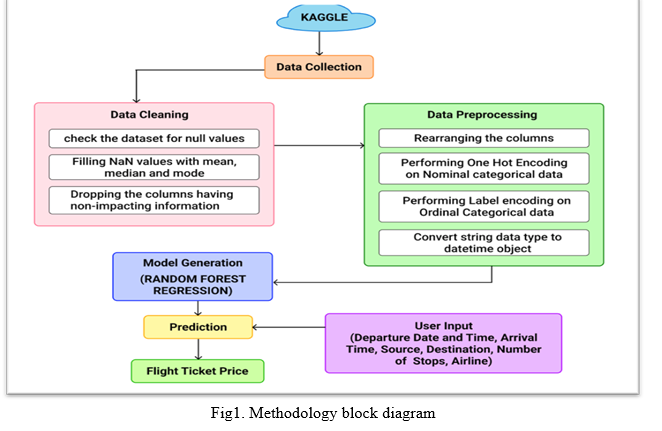 KAGGLE
Data Collection
Data Cleaning
check the dataset for null values
Filling NaN values with mean,
median and mode
Dropping the columns having
non-impacting information
Data Preprocessing
Rearranging the columns
Performing One Hot Encoding
on Nominal categorical data
Performing Label encoding on
Ordinal Categorical data
Convert string data type to
datetime object
Model Generation
(RANDOM FOREST
REGRESSION)
Prediction
User Input
(Departure Date and Time, Arrival
Time, Source, Destination, Number
of Stops, Airline)
Flight Ticket Price
Fig1. Methodology block diagram